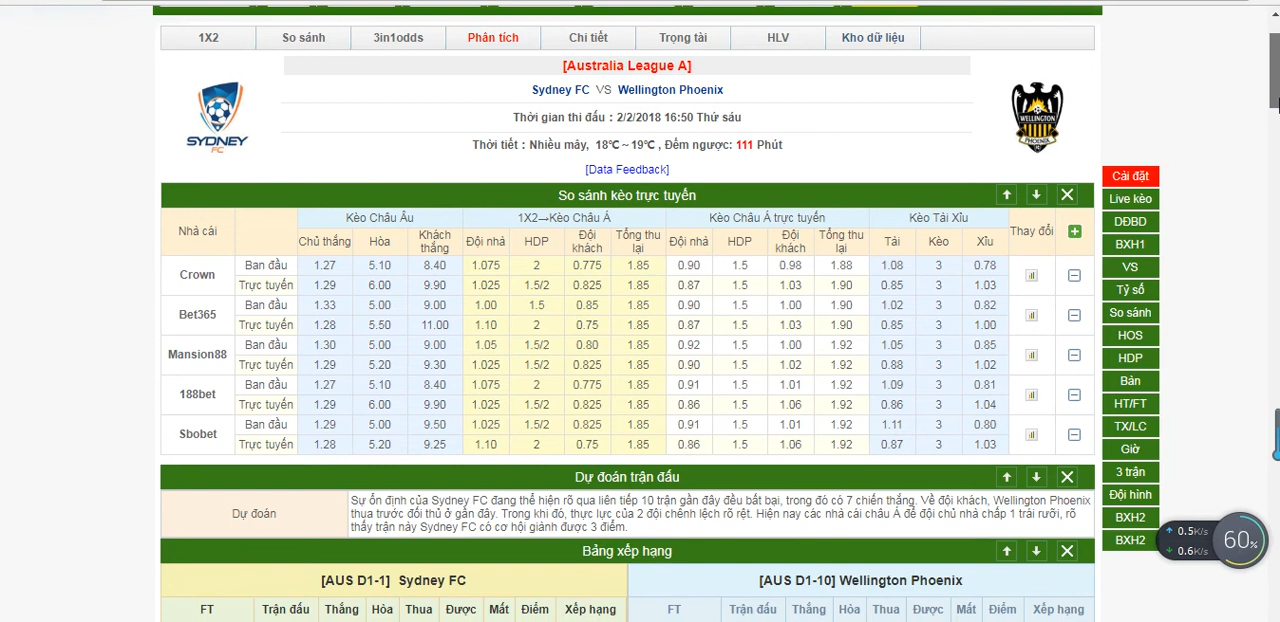 1X2 So sánh 3in1odds Phân tích Chi tiết Trọng tài HLV Kho dữ liệu
[Australia League A]
Sydney FC VS Wellington Phoenix
Thời gian thi đấu : 2/2/2018 16:50 Thứ sáu
Thời tiết : Nhiều mây, 18℃～19℃ , Đếm ngược: 111 Phút
[Data Feedback]
SYDNEY
FC
WELLINGTON
PHOENIX
So sánh kèo trực tuyến
Nhà cái Kèo Châu Âu 1X2→Kèo Châu Á Kèo Châu Á trực tuyến Kèo Tài Xỉu Thay đổi
Chủ thắng Hòa Khách thắng Đội nhà HDP Đội khách Tổng thu lại Đội nhà HDP Đội khách Tổng thu lại Tài Kèo Xỉu
Crown Ban đầu 1.27 5.10 8.40 1.075 2 0.775 1.85 0.90 1.5 0.98 1.88 1.08 3 0.78
Trực tuyến 1.29 6.00 9.90 1.025 1.5/2 0.825 1.85 0.87 1.5 1.03 1.90 0.85 3 1.03
Bet365 Ban đầu 1.33 5.00 9.00 1.00 1.5 0.85 1.85 0.90 1.5 1.00 1.90 1.02 3 0.82
Trực tuyến 1.28 5.50 11.00 1.10 2 0.75 1.85 0.87 1.5 1.03 1.90 0.85 3 1.00
Mansion88 Ban đầu 1.30 5.00 8.40 1.05 1.5/2 0.80 1.85 0.92 1.5 1.00 1.92 1.05 3 0.85
Trực tuyến 1.29 5.20 9.30 1.025 1.5/2 0.825 1.85 0.90 1.5 1.02 1.92 0.88 3 1.02
188bet Ban đầu 1.27 5.10 8.40 1.075 2 0.775 1.85 0.91 1.5 1.01 1.92 1.09 3 0.81
Trực tuyến 1.29 6.00 9.90 1.025 1.5/2 0.825 1.85 0.86 1.5 1.06 1.92 0.86 3 1.04
Sbobet Ban đầu 1.29 5.00 9.50 1.025 1.5/2 0.825 1.85 0.91 1.5 1.01 1.92 1.11 3 0.80
Trực tuyến 1.28 5.20 9.25 1.10 2 0.75 1.85 0.86 1.5 1.06 1.92 0.87 3 1.03
Dự đoán trận đấu
Dự đoán
Sự ổn định của Sydney FC đang thể hiện rõ qua liên tiếp 10 trận gần đây đều bất bại, trong đó có 7 chiến thắng. Về đội khách, Wellington Phoenix
thua trước đối thủ ở gần đây. Trong khi đó, thực lực của 2 đội chênh lệch rõ rệt. Hiện nay các nhà cái châu Á để đội chủ nhà chấp 1 trái rưỡi, rõ
thấy trận này Sydney FC có cơ hội giành được 3 điểm.
Bảng xếp hạng
[AUS D1-1] Sydney FC [AUS D1-10] Wellington Phoenix
FT Trận đấu Thắng Hòa Thua Được Mất Điểm Xếp hạng FT Trận đấu Thắng Hòa Thua Được Mất Điểm Xếp hạng
Cài đặt
Live kèo
DĐBD
BXH1
VS
Tỷ số
So sánh
HOS
HDP
Bàn
HT/FT
TX/LC
Giờ
3 trận
Đội hình
BXH2
BXH2
0.5K/s
0.6K/s
60%